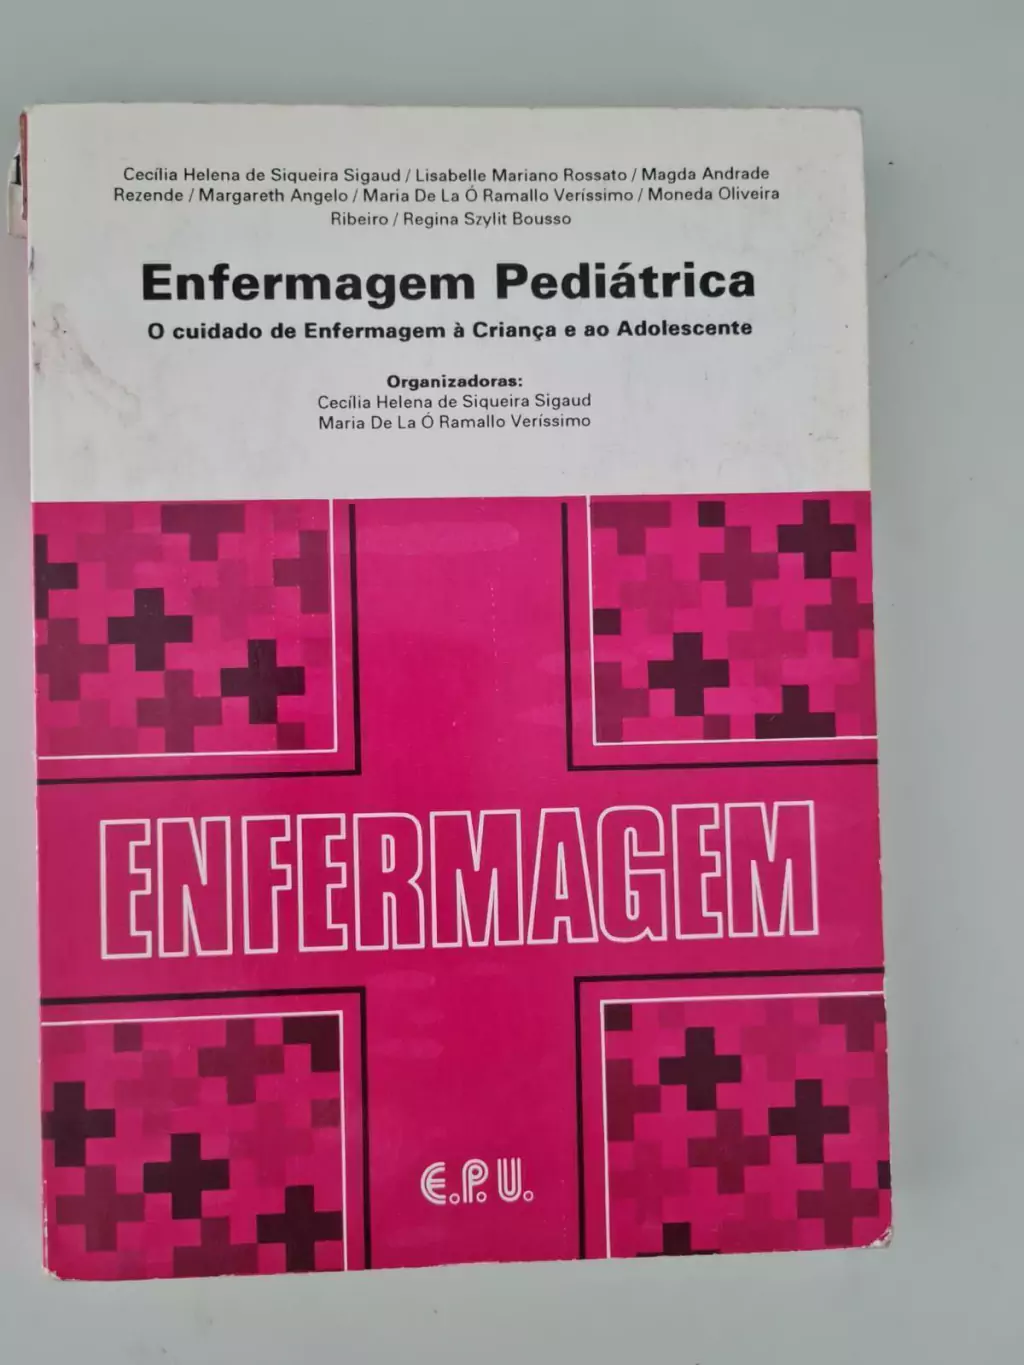 Cecília Helena de Siqueira Sigaud / Lisabelle Mariano Rossato / Magda Andrade
Rezende / Margareth Angelo / Maria De La Ó Ramallo Veríssimo / Moneda Oliveira
Ribeiro / Regina Szylit Bousso
Enfermagem Pediátrica
O cuidado de Enfermagem à Criança e ao Adolescente
Organizadoras:
Cecília Helena de Siqueira Sigaud
Maria De La Ó Ramallo Veríssimo
ENFERMAGEM
E.P.U.